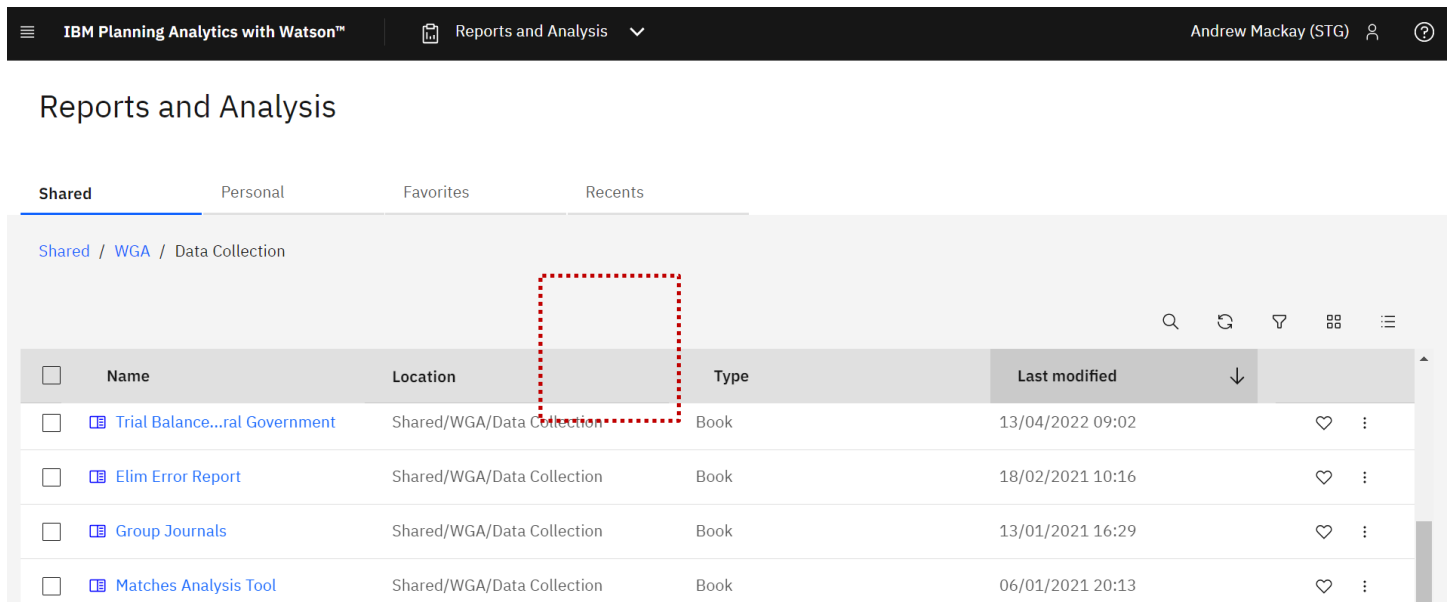 IBM Planning Analytics with Watson™ Reports and Analysis Andrew Mackay (STG)
Reports and Analysis
Shared Personal Favorites Recents
Shared / WGA / Data Collection
Name Location Type Last modified
Trial Balance...ral Government Shared/WGA/Data Collection Book 13/04/2022 09:02
Elim Error Report Shared/WGA/Data Collection Book 18/02/2021 10:16
Group Journals Shared/WGA/Data Collection Book 13/01/2021 16:29
Matches Analysis Tool Shared/WGA/Data Collection Book 06/01/2021 20:13